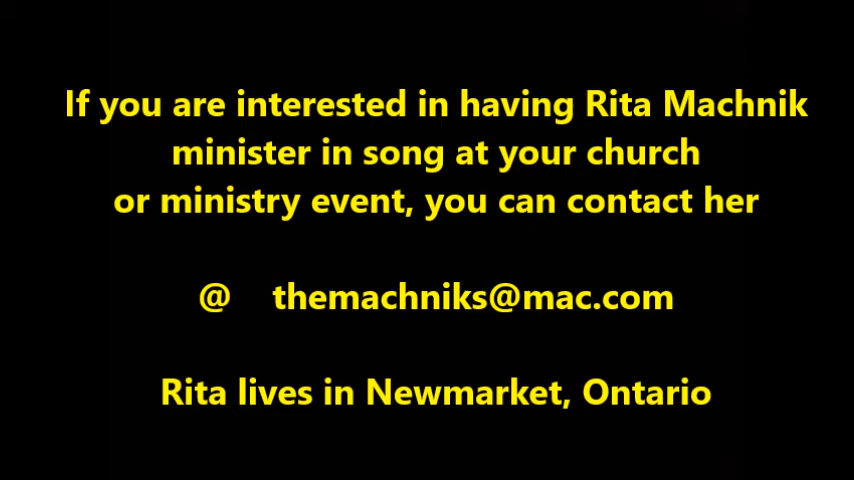 If you are interested in having Rita Machnik
minister in song at your church
or ministry event, you can contact her
@ themachniks@mac.com
Rita lives in Newmarket, Ontario